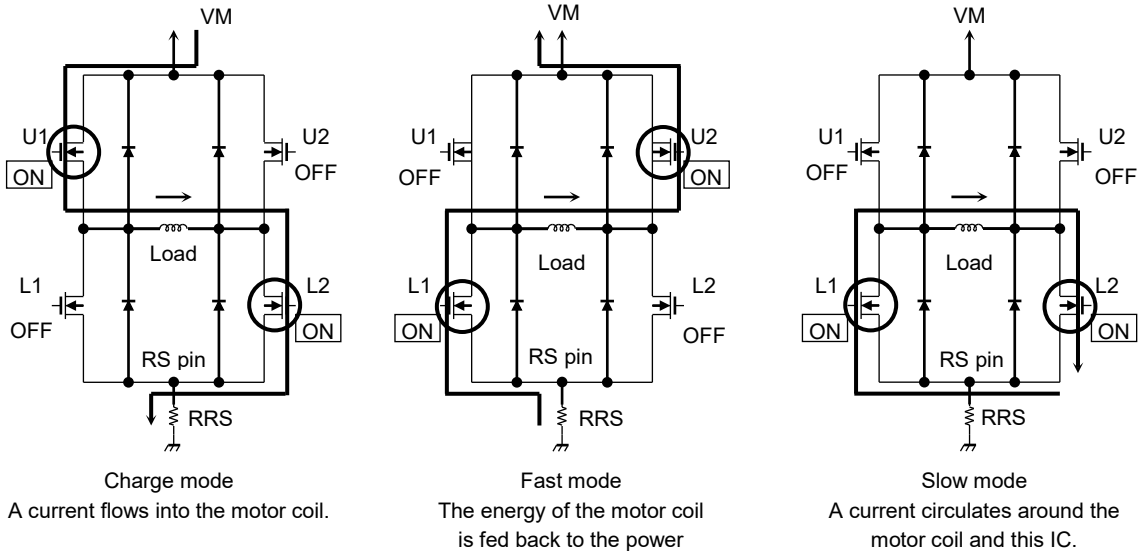 VM
U1
ON
U2
OFF
Load
L1
OFF
L2
ON
RS pin
RRS
Charge mode
A current flows into the motor coil.
VM
U1
OFF
U2
ON
Load
L1
ON
L2
OFF
RS pin
RRS
Fast mode
The energy of the motor coil
is fed back to the power
VM
U1
OFF
U2
OFF
Load
L1
ON
L2
ON
RS pin
RRS
Slow mode
A current circulates around the
motor coil and this IC.